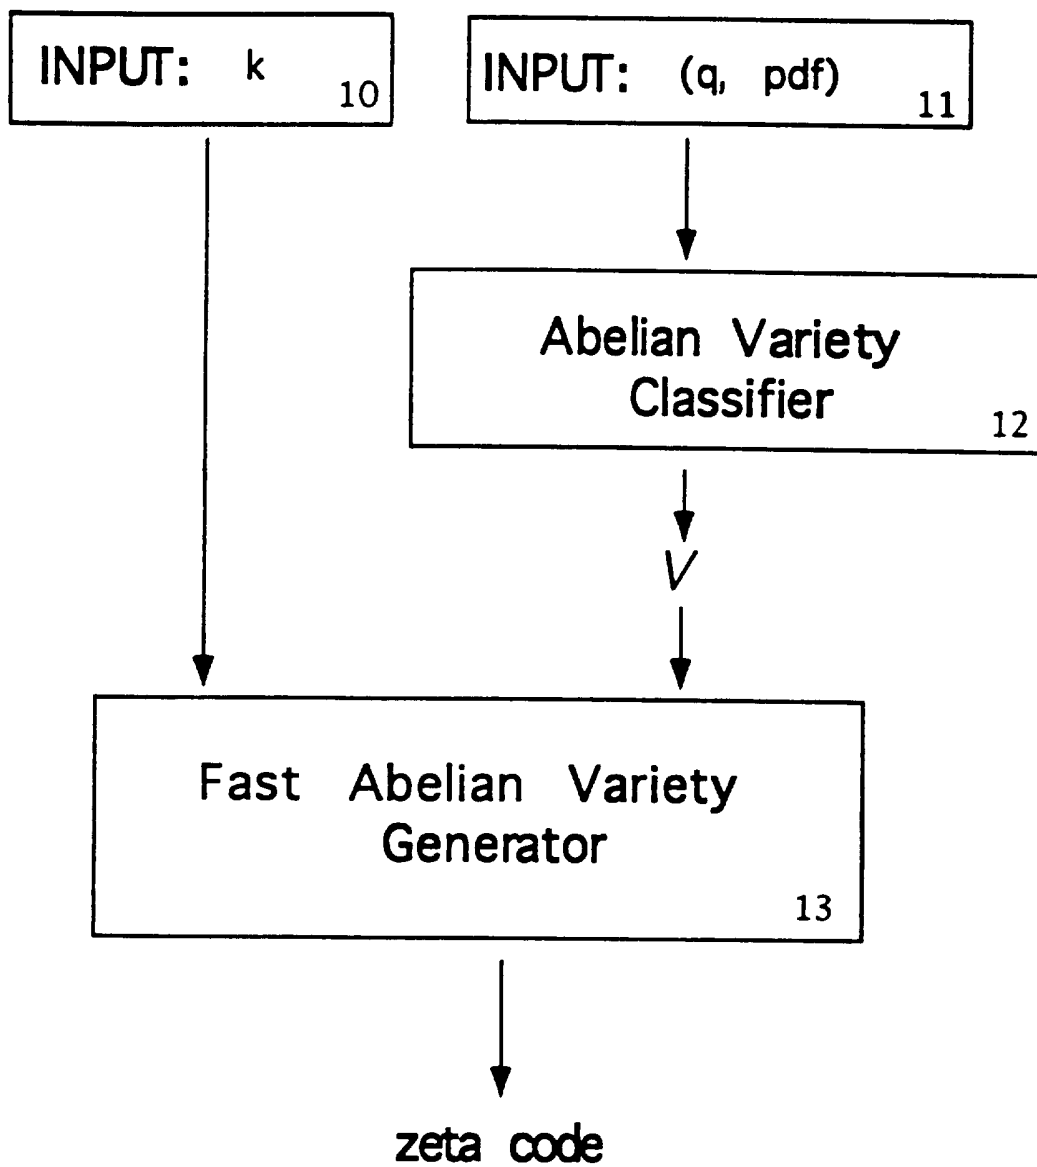 INPUT: k
10
INPUT: (q, pdf)
11
Abelian Variety
Classifier
12
V
Fast Abelian Variety
Generator
13
zeta code